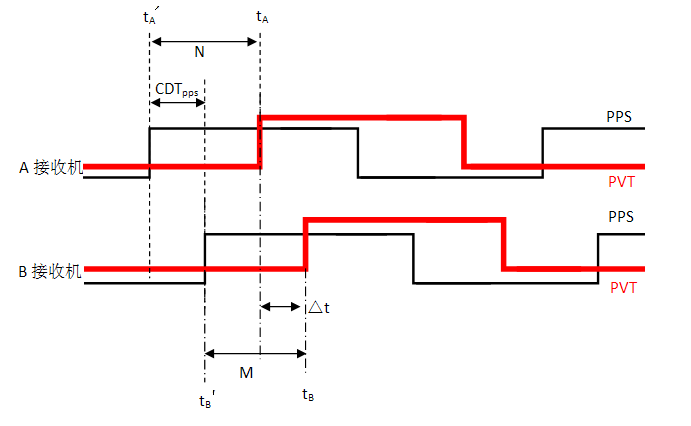 tA′ tA
N
CDTpps
PPS
A 接收机
PVT
PPS
B 接收机
PVT
△t
M
tB′ tB